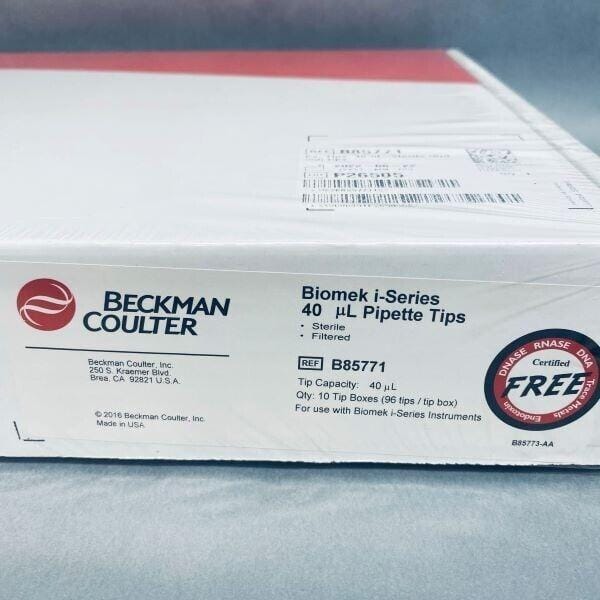 REF B85771
P26505
BECKMAN
COULTER
Beckman Coulter, Inc.
250 S. Kraemer Blvd.
Brea, CA 92821 U.S.A.
© 2016 Beckman Coulter, Inc.
Made in USA
Biomek i-Series
40 µL Pipette Tips
• Sterile
• Filtered
REF B85771
Tip Capacity: 40 µL
Qty: 10 Tip Boxes (96 tips / tip box)
For use with Biomek i-Series Instruments
DNASE RNASE DNA
Certified
FREE
Endotoxin Trace Metals
B85773-AA